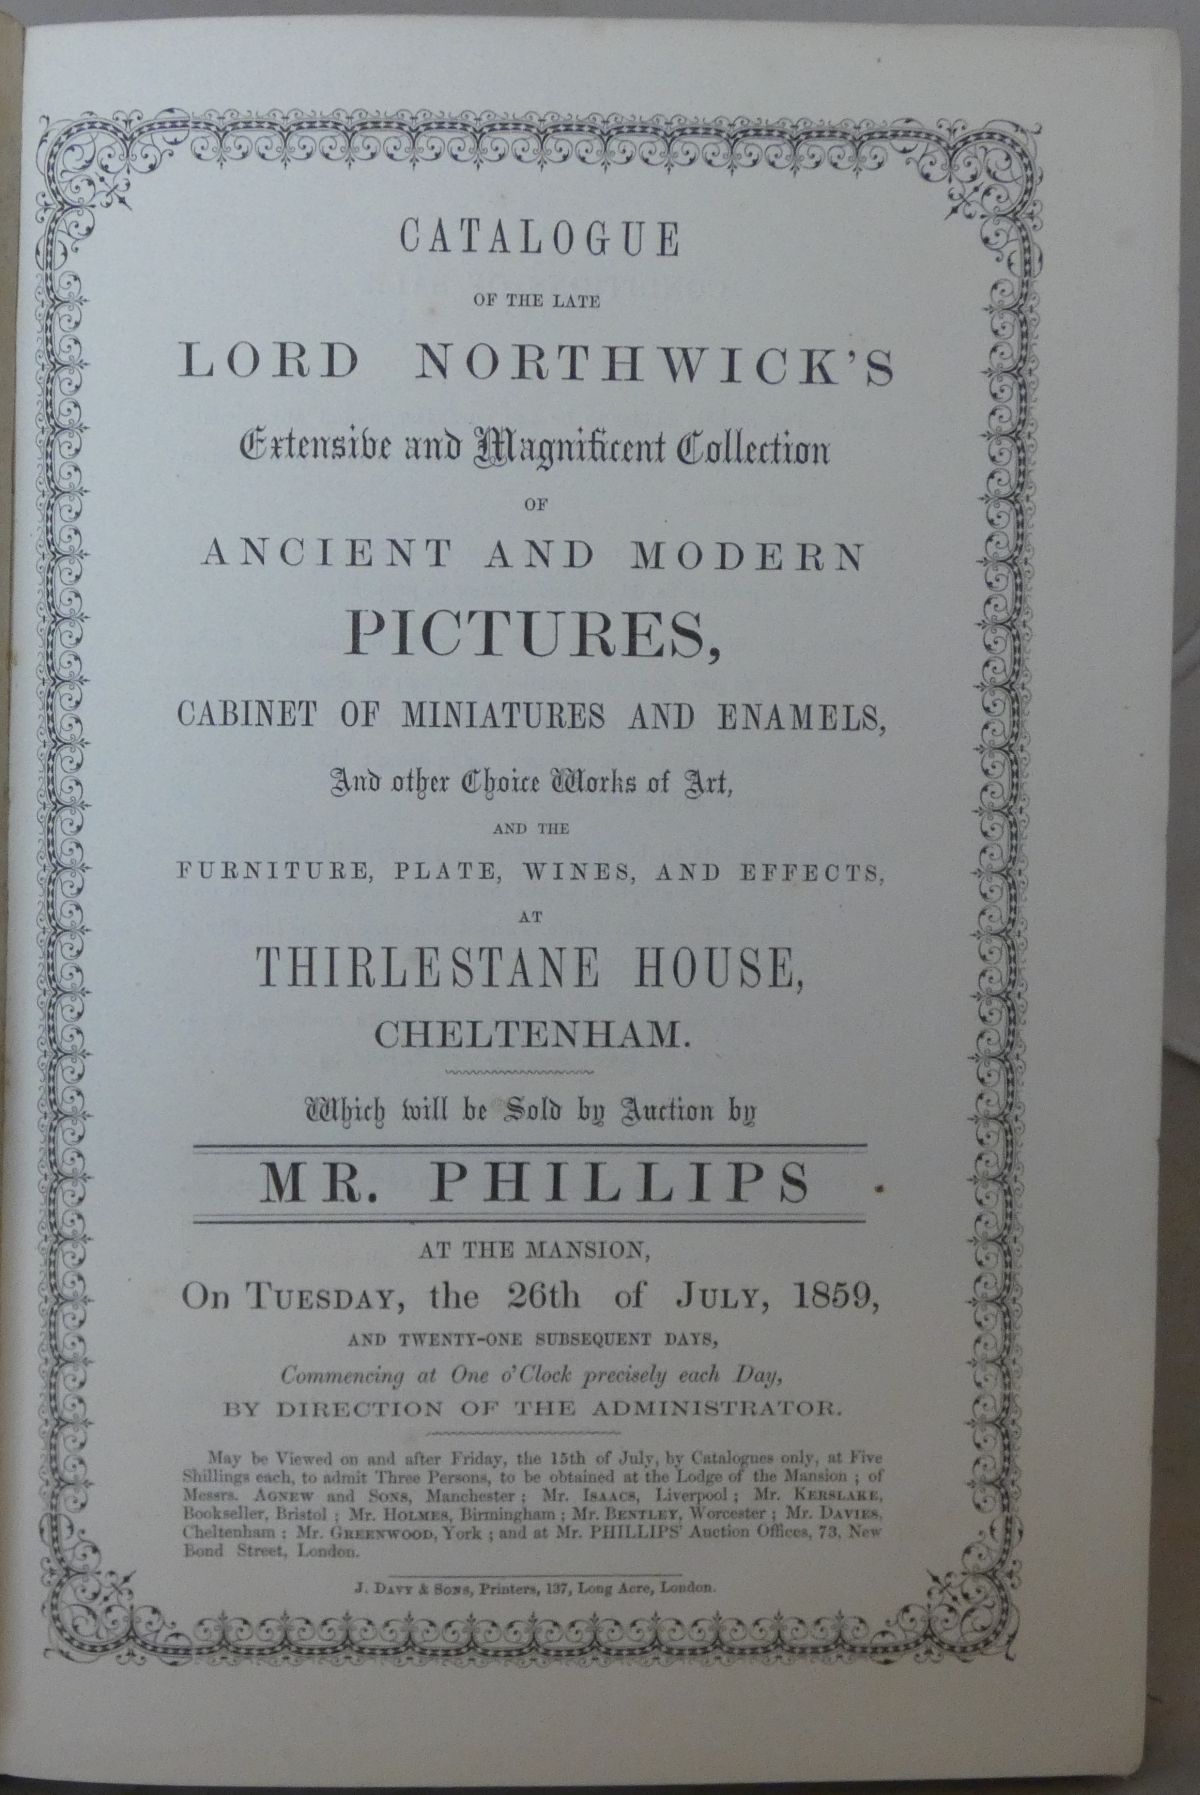 CATALOGUE
OF THE LATE
LORD NORTHWICK'S
Extensive and Magnificent Collection
OF
ANCIENT AND MODERN
PICTURES,
CABINET OF MINIATURES AND ENAMELS,
And other Choice Works of Art,
AND THE
FURNITURE, PLATE, WINES, AND EFFECTS,
AT
THIRLESTANE HOUSE,
CHELTENHAM.
Which will be Sold by Auction by
MR. PHILLIPS
AT THE MANSION,
On TUESDAY, the 26th of JULY, 1859,
AND TWENTY-ONE SUBSEQUENT DAYS,
Commencing at One o'Clock precisely each Day,
BY DIRECTION OF THE ADMINISTRATOR.
May be Viewed on and after Friday, the 15th of July, by Catalogues only, at Five
Shillings each, to admit Three Persons, to be obtained at the Lodge of the Mansion; of
Messrs. AGNEW and SONS, Manchester; Mr. ISAACS, Liverpool; Mr. KERSLAKE,
Bookseller, Bristol; Mr. HOLMES, Birmingham; Mr. BENTLEY, Worcester; Mr. DAVIES,
Cheltenham: Mr. GREENWOOD, York; and at Mr. PHILLIPS' Auction Offices, 73, New
Bond Street, London.
J. DAVY & SONS, Printers, 137, Long Acre, London.